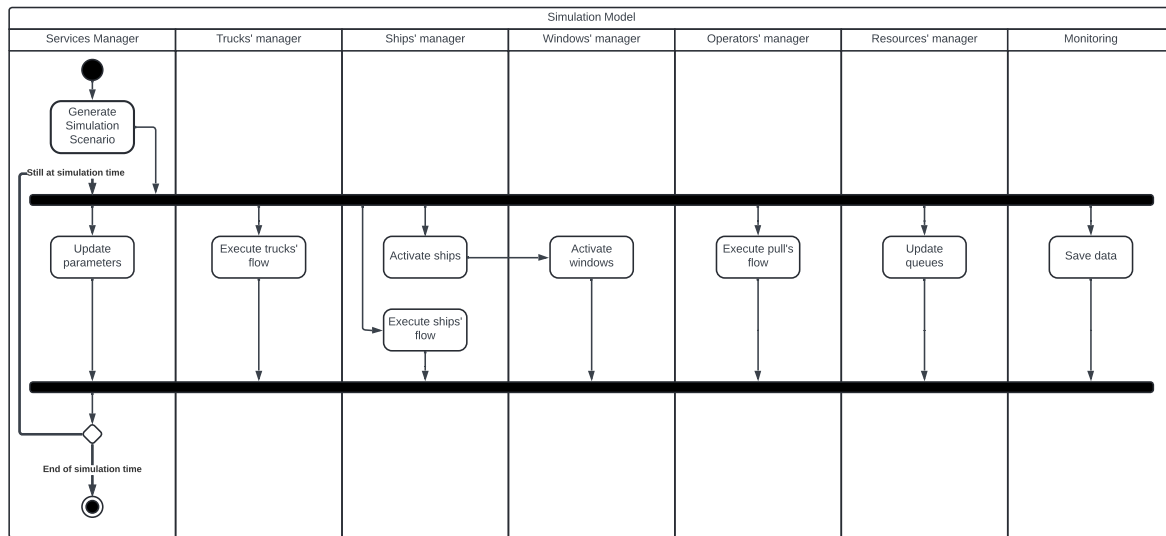 Simulation Model
Services Manager
Trucks' manager
Ships' manager
Windows' manager
Operators' manager
Resources' manager
Monitoring
Generate
Simulation
Scenario
Still at simulation time
Update
parameters
Execute trucks'
flow
Activate ships
Activate
windows
Execute pull's
flow
Update
queues
Save data
Execute ships'
flow
End of simulation time